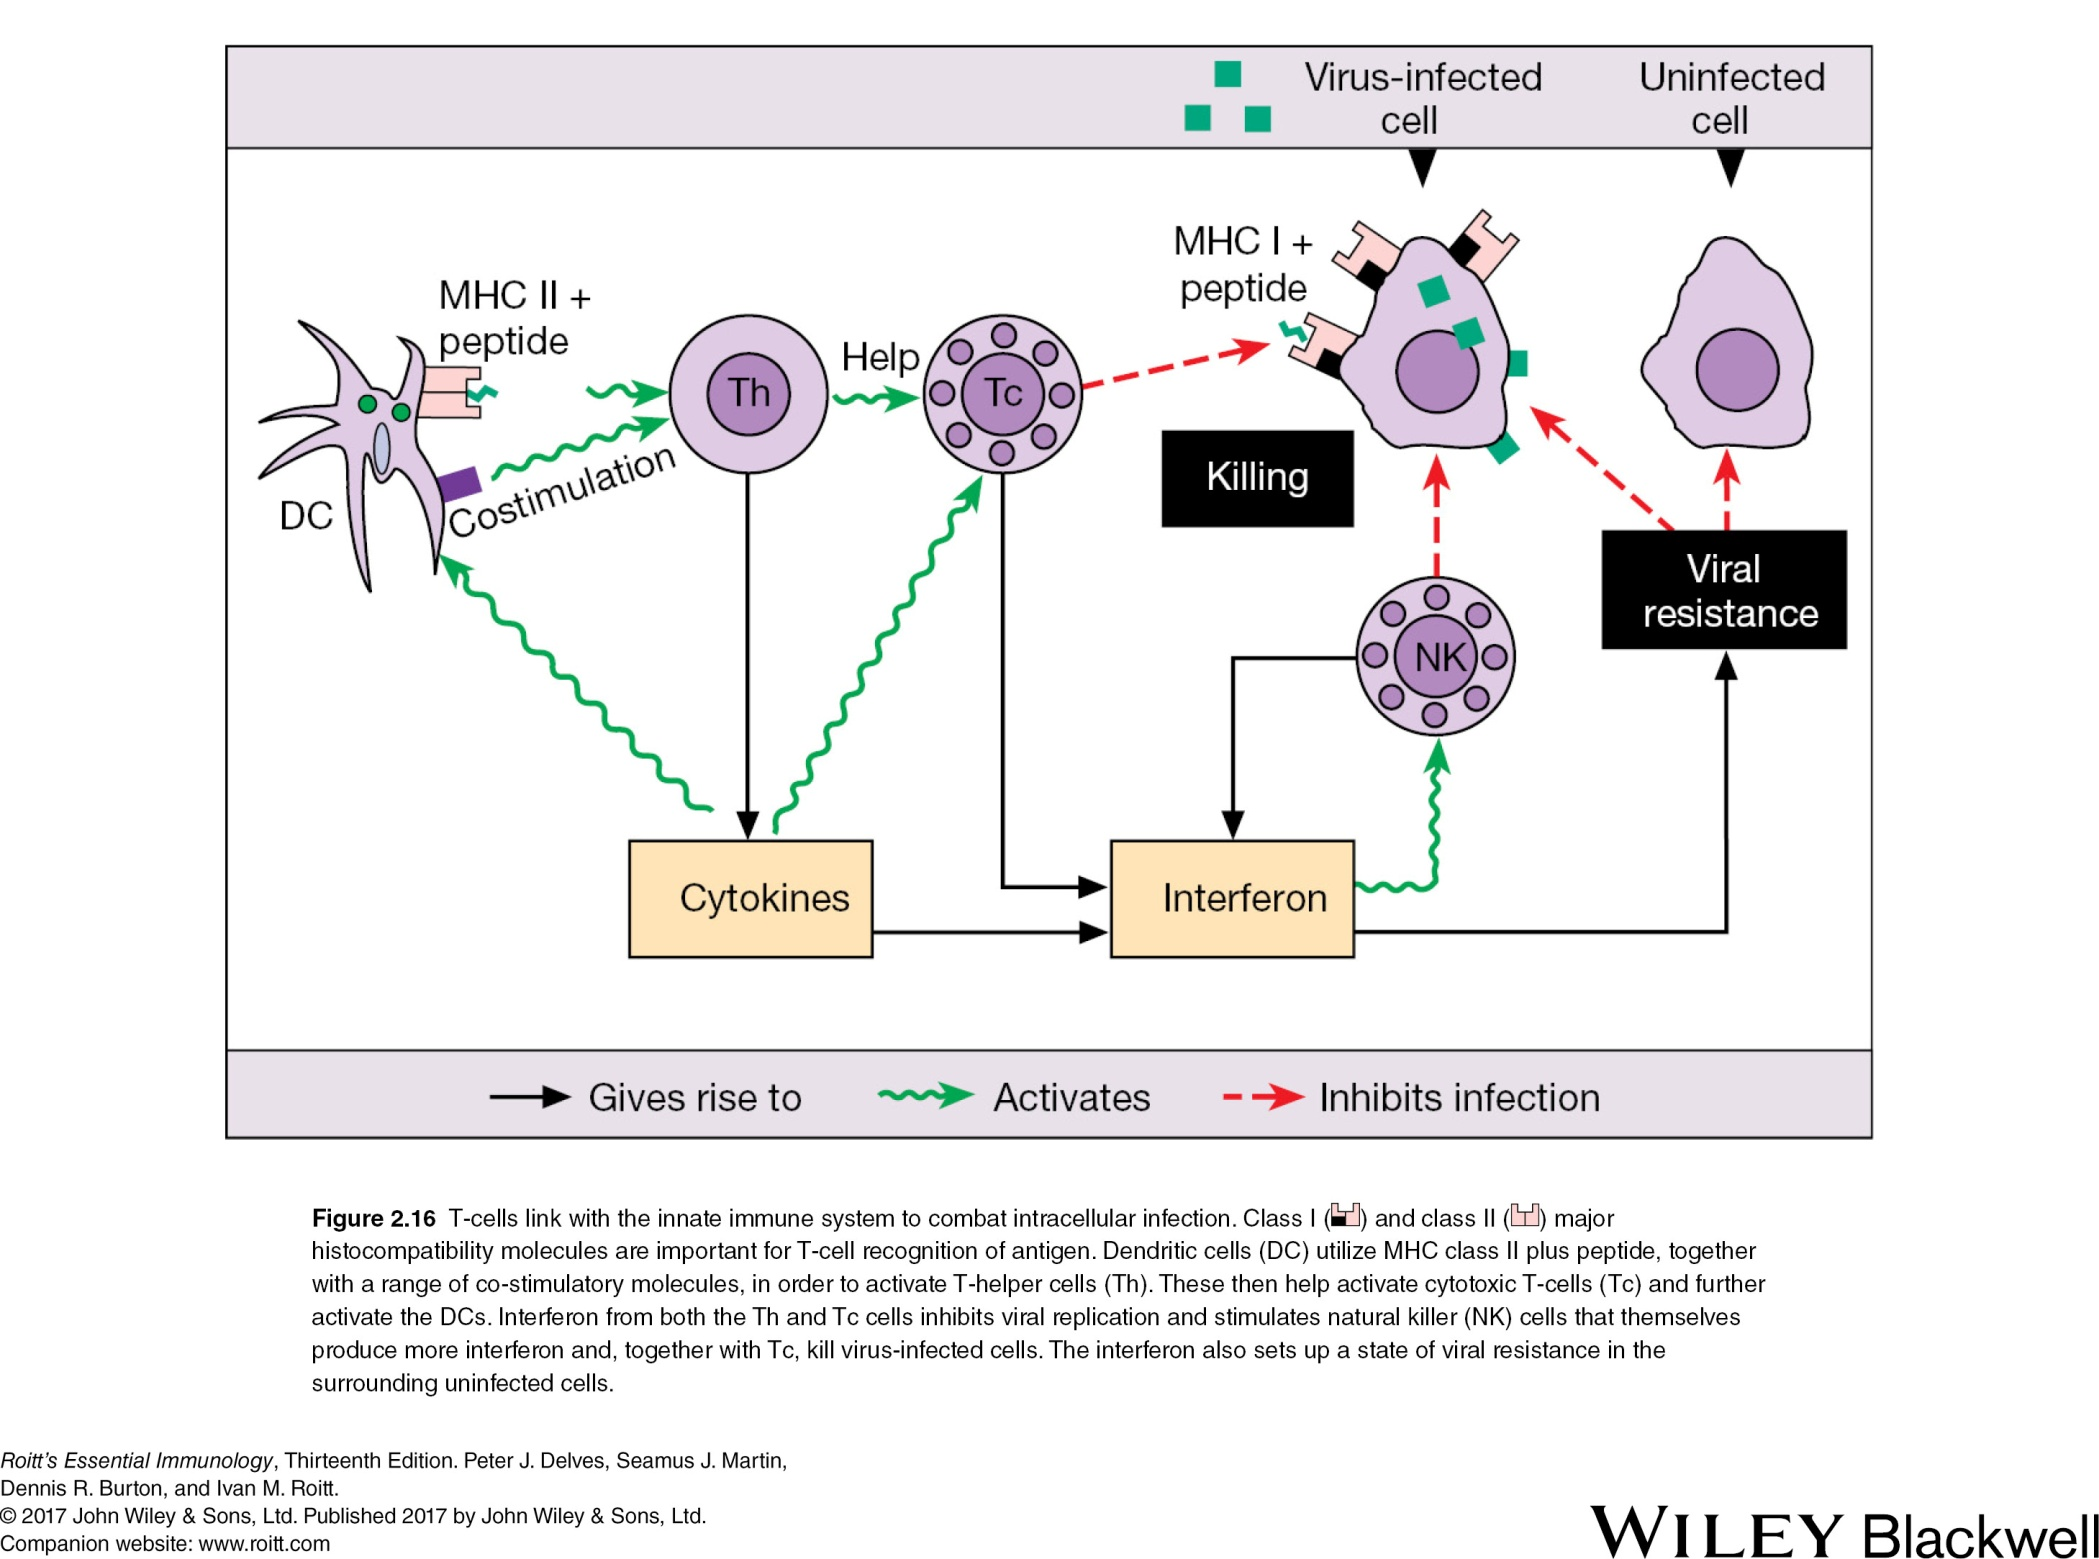 Virus-infected
cell
Uninfected
cell
MHC I +
peptide
MHC II +
peptide
Th
Help
Tc
Costimulation
DC
Killing
Viral
resistance
NK
Cytokines
Interferon
Gives rise to
Activates
Inhibits infection
Figure 2.16 T-cells link with the innate immune system to combat intracellular infection. Class I ( ) and class II ( ) major
histocompatibility molecules are important for T-cell recognition of antigen. Dendritic cells (DC) utilize MHC class II plus peptide, together
with a range of co-stimulatory molecules, in order to activate T-helper cells (Th). These then help activate cytotoxic T-cells (Tc) and further
activate the DCs. Interferon from both the Th and Tc cells inhibits viral replication and stimulates natural killer (NK) cells that themselves
produce more interferon and, together with Tc, kill virus-infected cells. The interferon also sets up a state of viral resistance in the
surrounding uninfected cells.
Roitt's Essential Immunology, Thirteenth Edition. Peter J. Delves, Seamus J. Martin,
Dennis R. Burton, and Ivan M. Roitt.
© 2017 John Wiley & Sons, Ltd. Published 2017 by John Wiley & Sons, Ltd.
Companion website: www.roitt.com
WILEY Blackwell